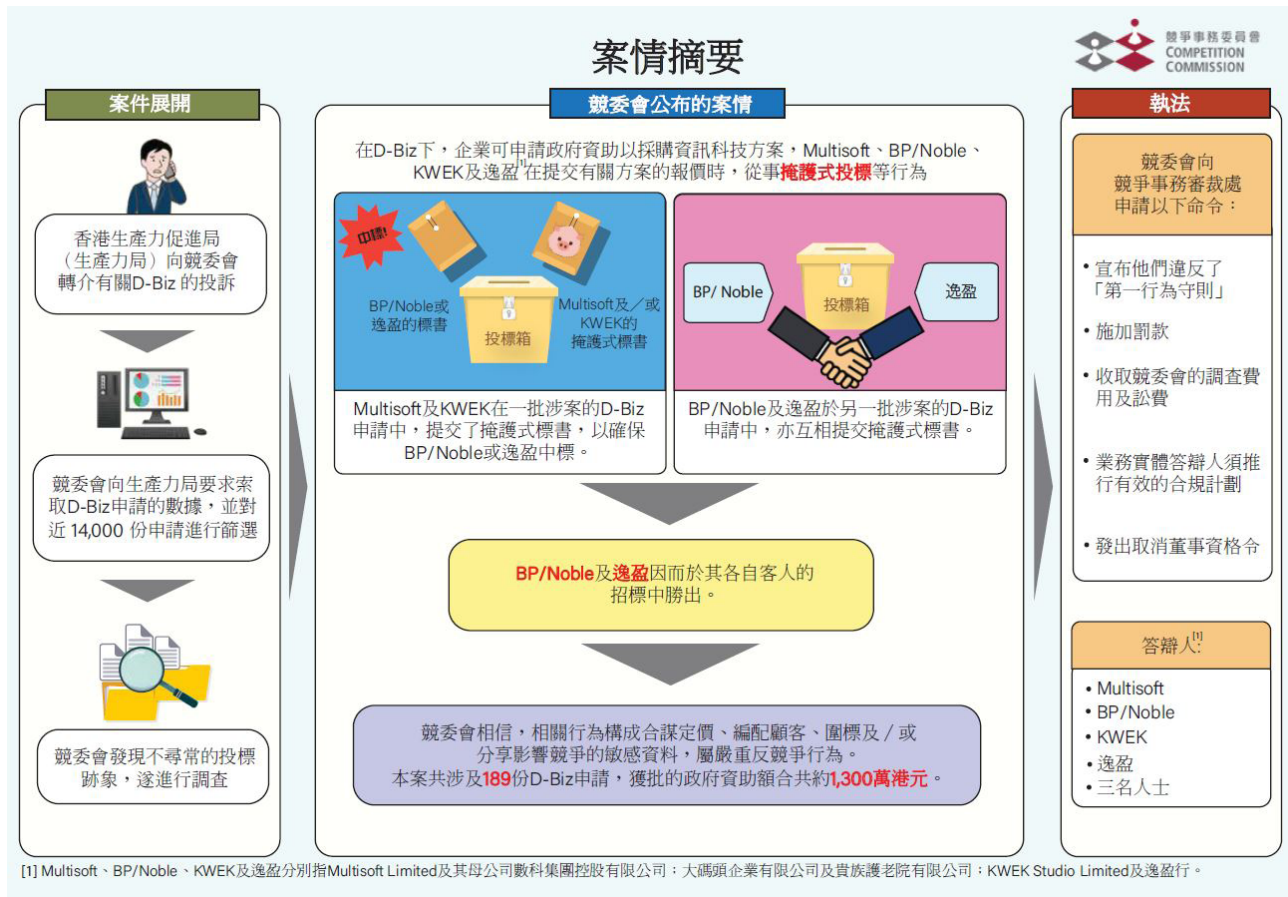 案情摘要
競爭事務委員會
COMPETITION
COMMISSION
案件展開
香港生產力促進局
（生產力局）向競委會
轉介有關D-Biz 的投訴
競委會向生產力局要求索
取D-Biz申請的數據，並對
近 14,000 份申請進行篩選
競委會發現不尋常的投標
跡象，遂進行調查
競委會公布的案情
在D-Biz下，企業可申請政府資助以採購資訊科技方案，Multisoft、BP/Noble、
KWEK及逸盈[1]在提交有關方案的報價時，從事掩護式投標等行為
中標!
BP/Noble或
逸盈的標書
投標箱
Multisoft及／或
KWEK的
掩護式標書
Multisoft及KWEK在一批涉案的D-Biz
申請中，提交了掩護式標書，以確保
BP/Noble或逸盈中標。
BP/ Noble
投標箱
逸盈
BP/Noble及逸盈於另一批涉案的D-Biz
申請中，亦互相提交掩護式標書。
BP/Noble及逸盈因而於其各自客人的
招標中勝出。
競委會相信，相關行為構成合謀定價、編配顧客、圍標及 / 或
分享影響競爭的敏感資料，屬嚴重反競爭行為。
本案共涉及189份D-Biz申請，獲批的政府資助額合共約1,300萬港元。
執法
競委會向
競爭事務審裁處
申請以下命令：
• 宣布他們違反了
「第一行為守則」
• 施加罰款
• 收取競委會的調查費
用及訟費
• 業務實體答辯人須推
行有效的合規計劃
• 發出取消董事資格令
答辯人[1]:
• Multisoft
• BP/Noble
• KWEK
• 逸盈
• 三名人士
[1] Multisoft、BP/Noble、KWEK及逸盈分別指Multisoft Limited及其母公司數科集團控股有限公司；大碼頭企業有限公司及貴族護老院有限公司；KWEK Studio Limited及逸盈行。